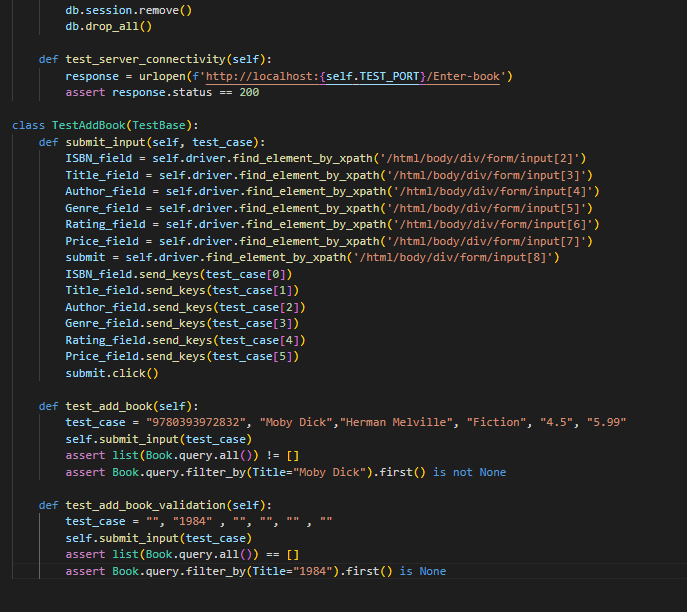 db.session.remove()
db.drop_all()
def test_server_connectivity(self):
response = urlopen(f'http://localhost:{self.TEST_PORT}/Enter-book')
assert response.status == 200
class TestAddBook(TestBase):
def submit_input(self, test_case):
ISBN_field = self.driver.find_element_by_xpath('/html/body/div/form/input[2]')
Title_field = self.driver.find_element_by_xpath('/html/body/div/form/input[3]')
Author_field = self.driver.find_element_by_xpath('/html/body/div/form/input[4]')
Genre_field = self.driver.find_element_by_xpath('/html/body/div/form/input[5]')
Rating_field = self.driver.find_element_by_xpath('/html/body/div/form/input[6]')
Price_field = self.driver.find_element_by_xpath('/html/body/div/form/input[7]')
submit = self.driver.find_element_by_xpath('/html/body/div/form/input[8]')
ISBN_field.send_keys(test_case[0])
Title_field.send_keys(test_case[1])
Author_field.send_keys(test_case[2])
Genre_field.send_keys(test_case[3])
Rating_field.send_keys(test_case[4])
Price_field.send_keys(test_case[5])
submit.click()
def test_add_book(self):
test_case = "9780393972832", "Moby Dick","Herman Melville", "Fiction", "4.5", "5.99"
self.submit_input(test_case)
assert list(Book.query.all()) != []
assert Book.query.filter_by(Title="Moby Dick").first() is not None
def test_add_book_validation(self):
test_case = "", "1984" , "", "", "" , ""
self.submit_input(test_case)
assert list(Book.query.all()) == []
assert Book.query.filter_by(Title="1984").first() is None